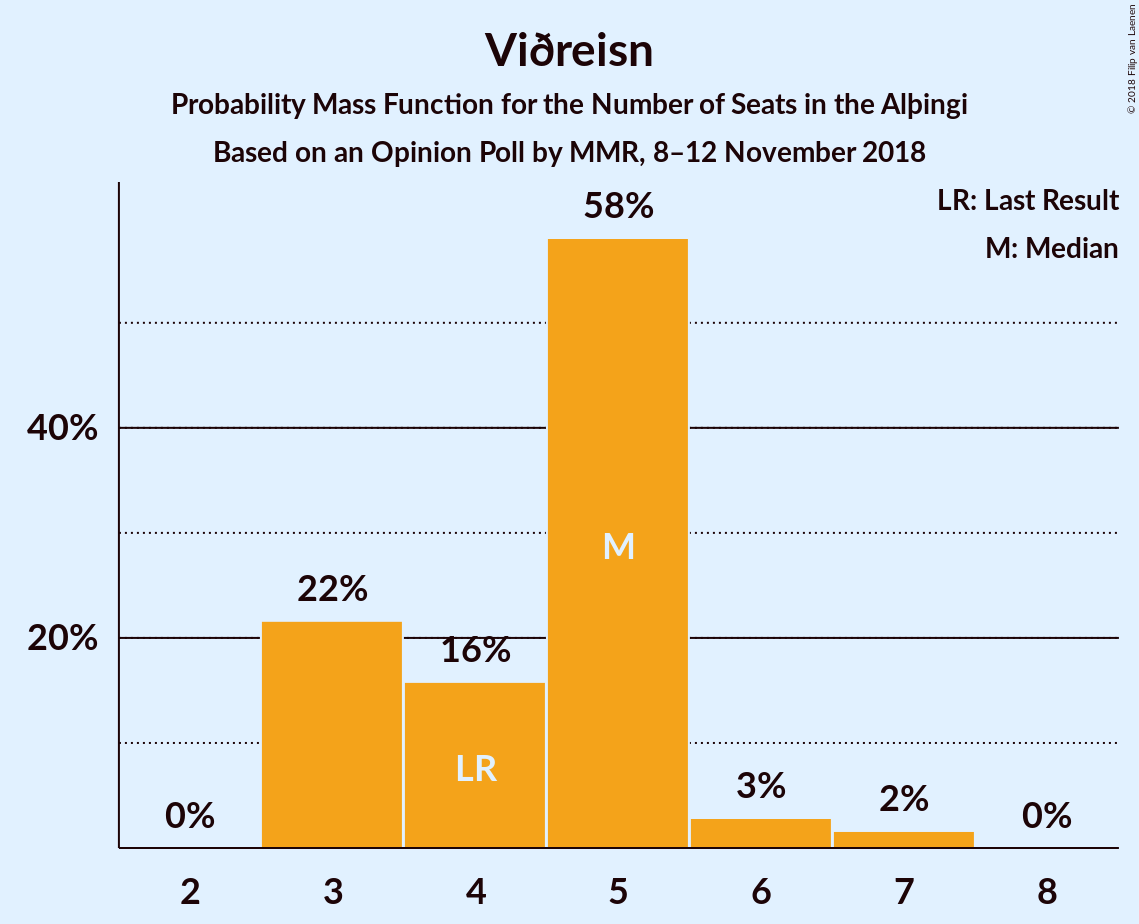 Viðreisn
Probability Mass Function for the Number of Seats in the Alþingi
Based on an Opinion Poll by MMR, 8–12 November 2018
© 2018 Filip van Laenen
LR: Last Result
M: Median
58%
40%
M
22%
20%
16%
LR
3%
2%
0%
0%
2 3 4 5 6 7 8